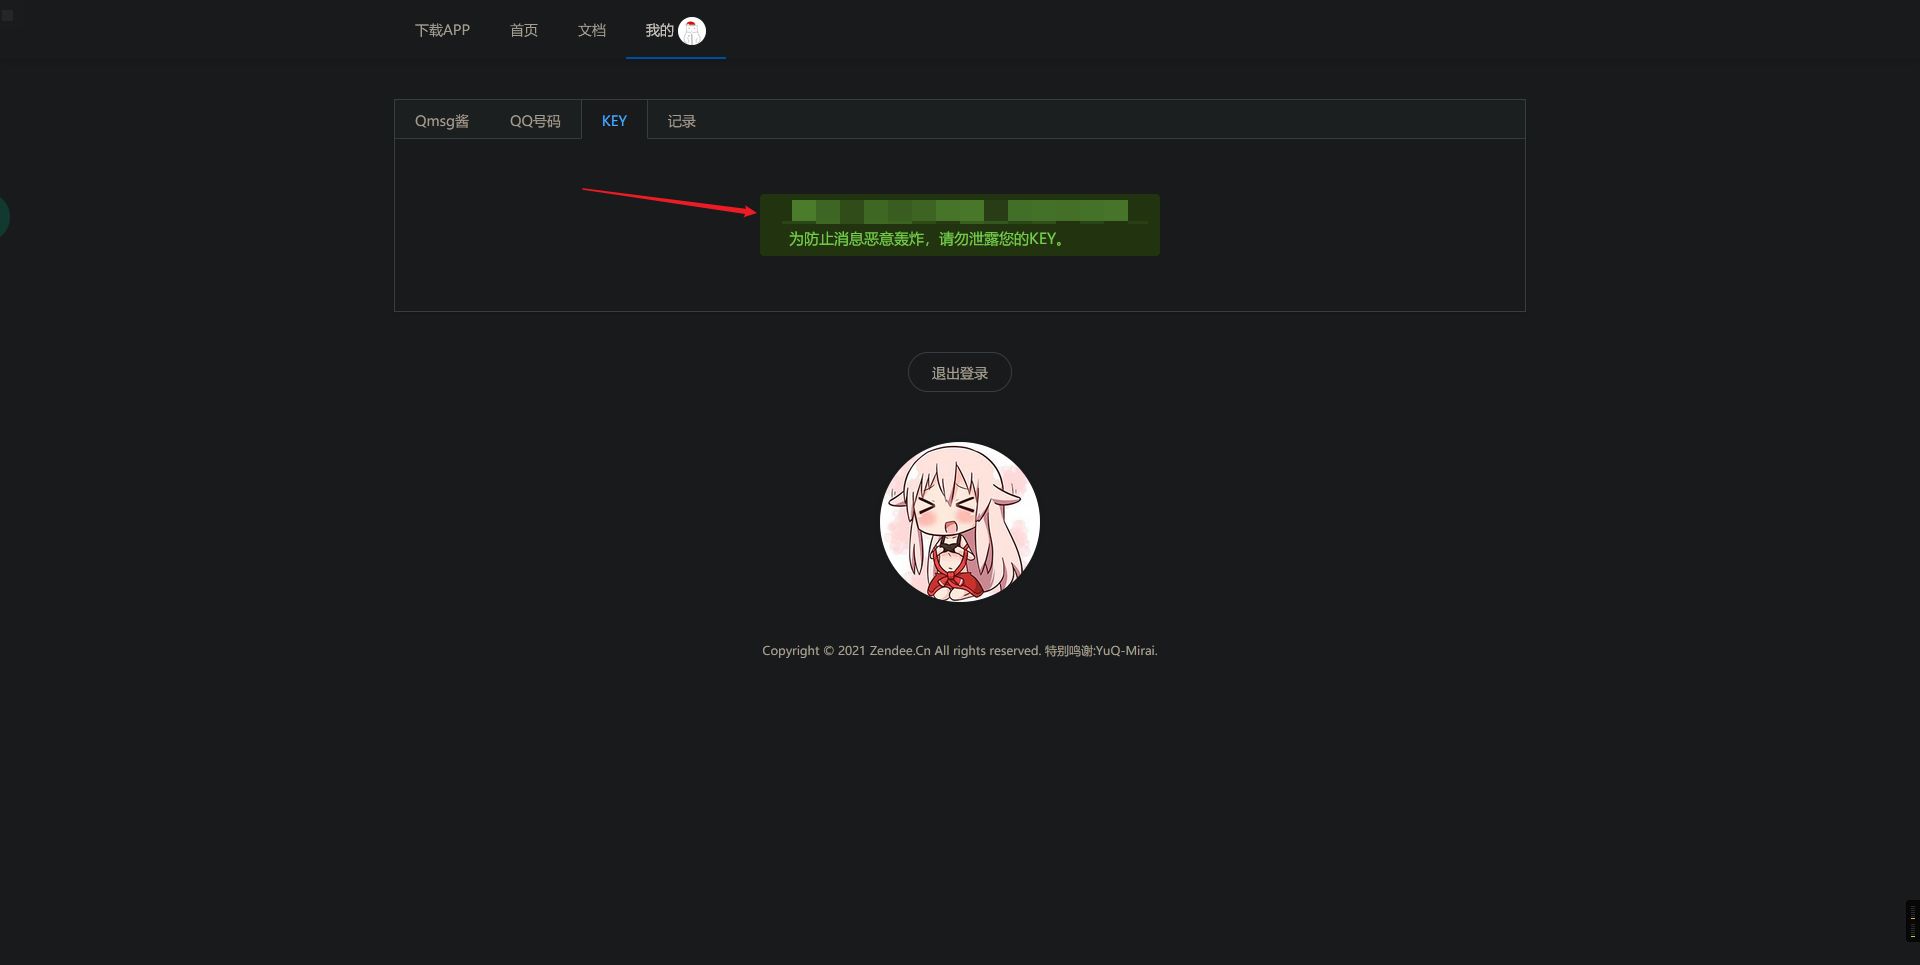 下载APP 首页 文档 我的
Qmsg酱 QQ号码 KEY 记录
为防止消息恶意轰炸，请勿泄露您的KEY。
退出登录
Copyright © 2021 Zendee.Cn All rights reserved. 特别鸣谢:YuQ-Mirai.